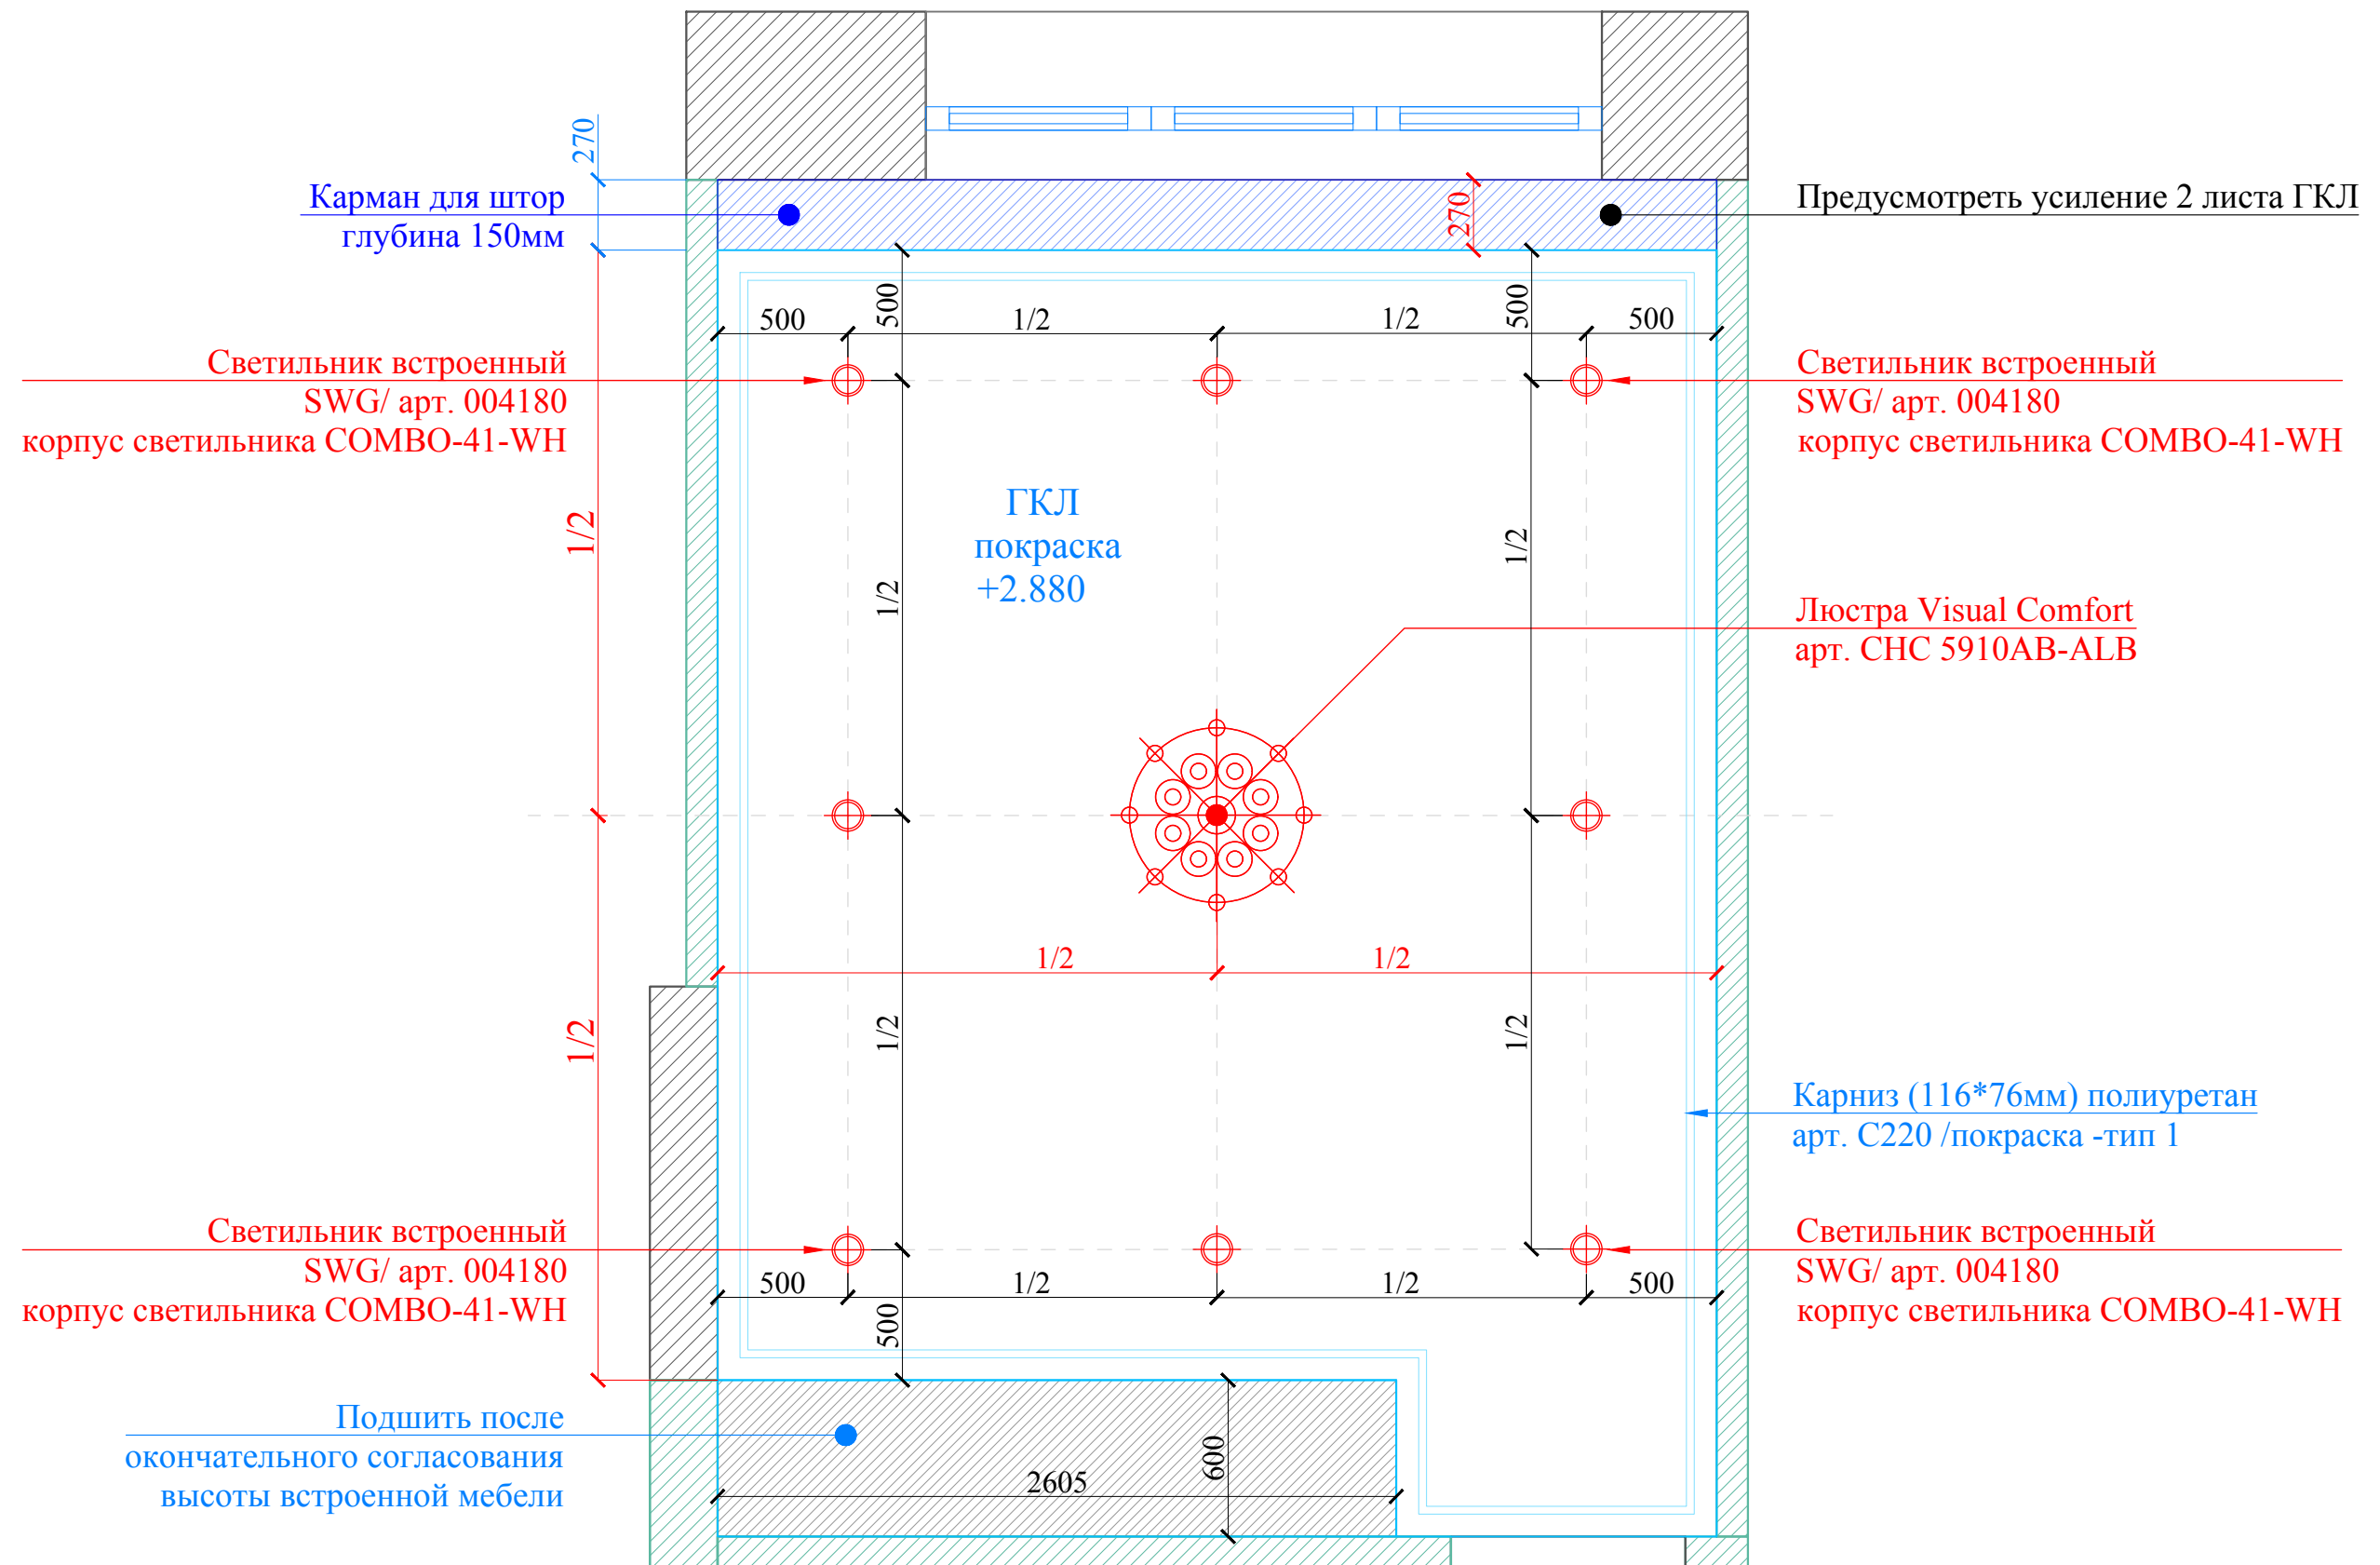 270
Карман для штор
глубина 150мм
270
Предусмотреть усиление 2 листа ГКЛ
500
500
1/2
1/2
500
500
Светильник встроенный
SWG/ арт. 004180
корпус светильника COMBO-41-WH
Светильник встроенный
SWG/ арт. 004180
корпус светильника COMBO-41-WH
ГКЛ
покраска
+2.880
1/2
1/2
1/2
Люстра Visual Comfort
арт. CHC 5910AB-ALB
1/2
1/2
1/2
1/2
1/2
Карниз (116*76мм) полиуретан
арт. С220 /покраска -тип 1
Светильник встроенный
SWG/ арт. 004180
корпус светильника COMBO-41-WH
Светильник встроенный
SWG/ арт. 004180
корпус светильника COMBO-41-WH
500
1/2
1/2
500
500
Подшить после
окончательного согласования
высоты встроенной мебели
600
2605